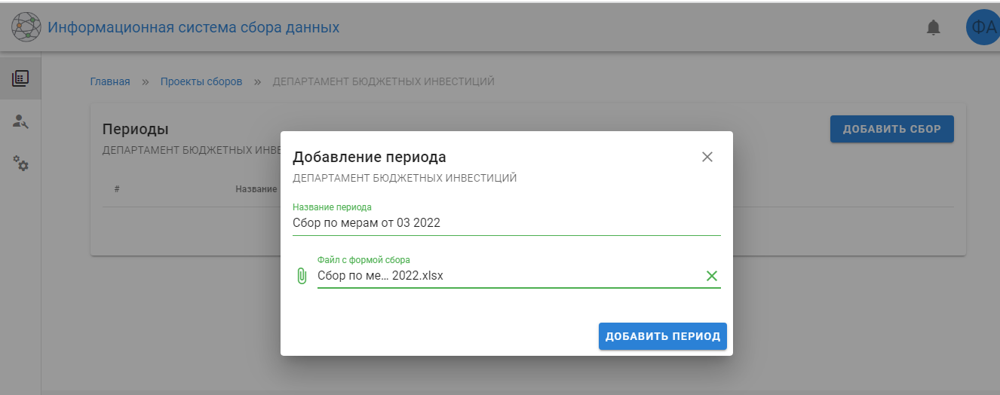 Информационная система сбора данных
ФА
Главная » Проекты сборов » ДЕПАРТАМЕНТ БЮДЖЕТНЫХ ИНВЕСТИЦИЙ
Периоды
ДОБАВИТЬ СБОР
ДЕПАРТАМЕНТ БЮДЖЕТНЫХ ИНВЕ
# Название
Добавление периода
ДЕПАРТАМЕНТ БЮДЖЕТНЫХ ИНВЕСТИЦИЙ
Название периода
Сбор по мерам от 03 2022
Файл с формой сбора
Сбор по ме... 2022.xlsx
ДОБАВИТЬ ПЕРИОД